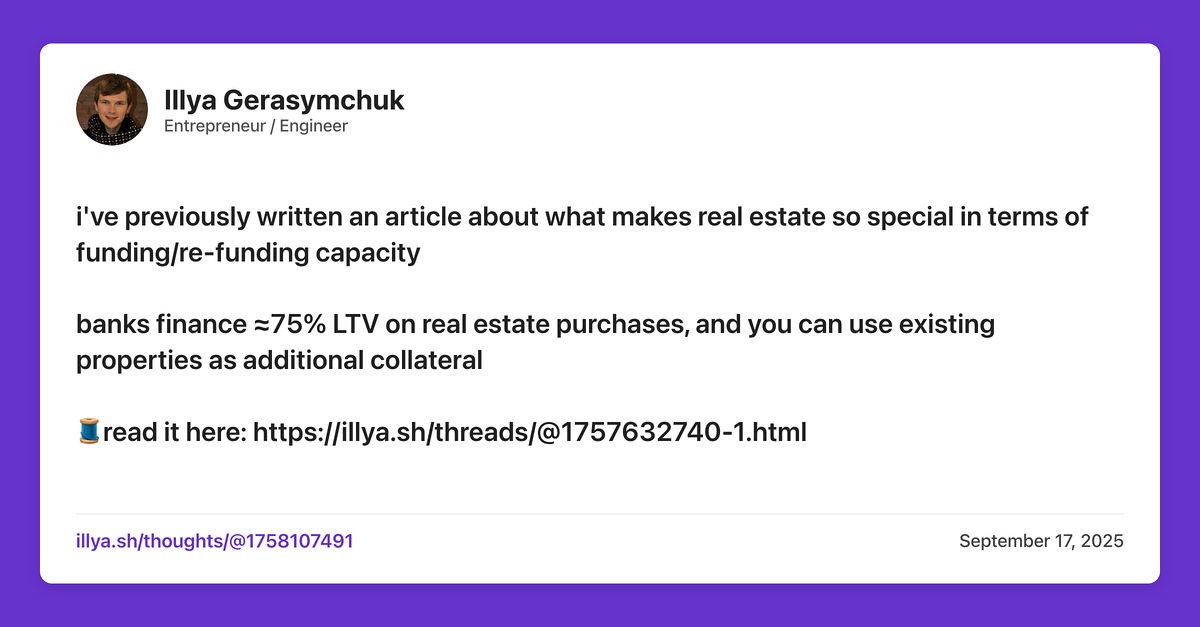 Illya Gerasymchuk
Entrepreneur / Engineer
i've previously written an article about what makes real estate so special in terms of
funding/re-funding capacity
banks finance ≈75% LTV on real estate purchases, and you can use existing
properties as additional collateral
🧵read it here: https://illya.sh/threads/@1757632740-1.html
illya.sh/thoughts/@1758107491
September 17, 2025